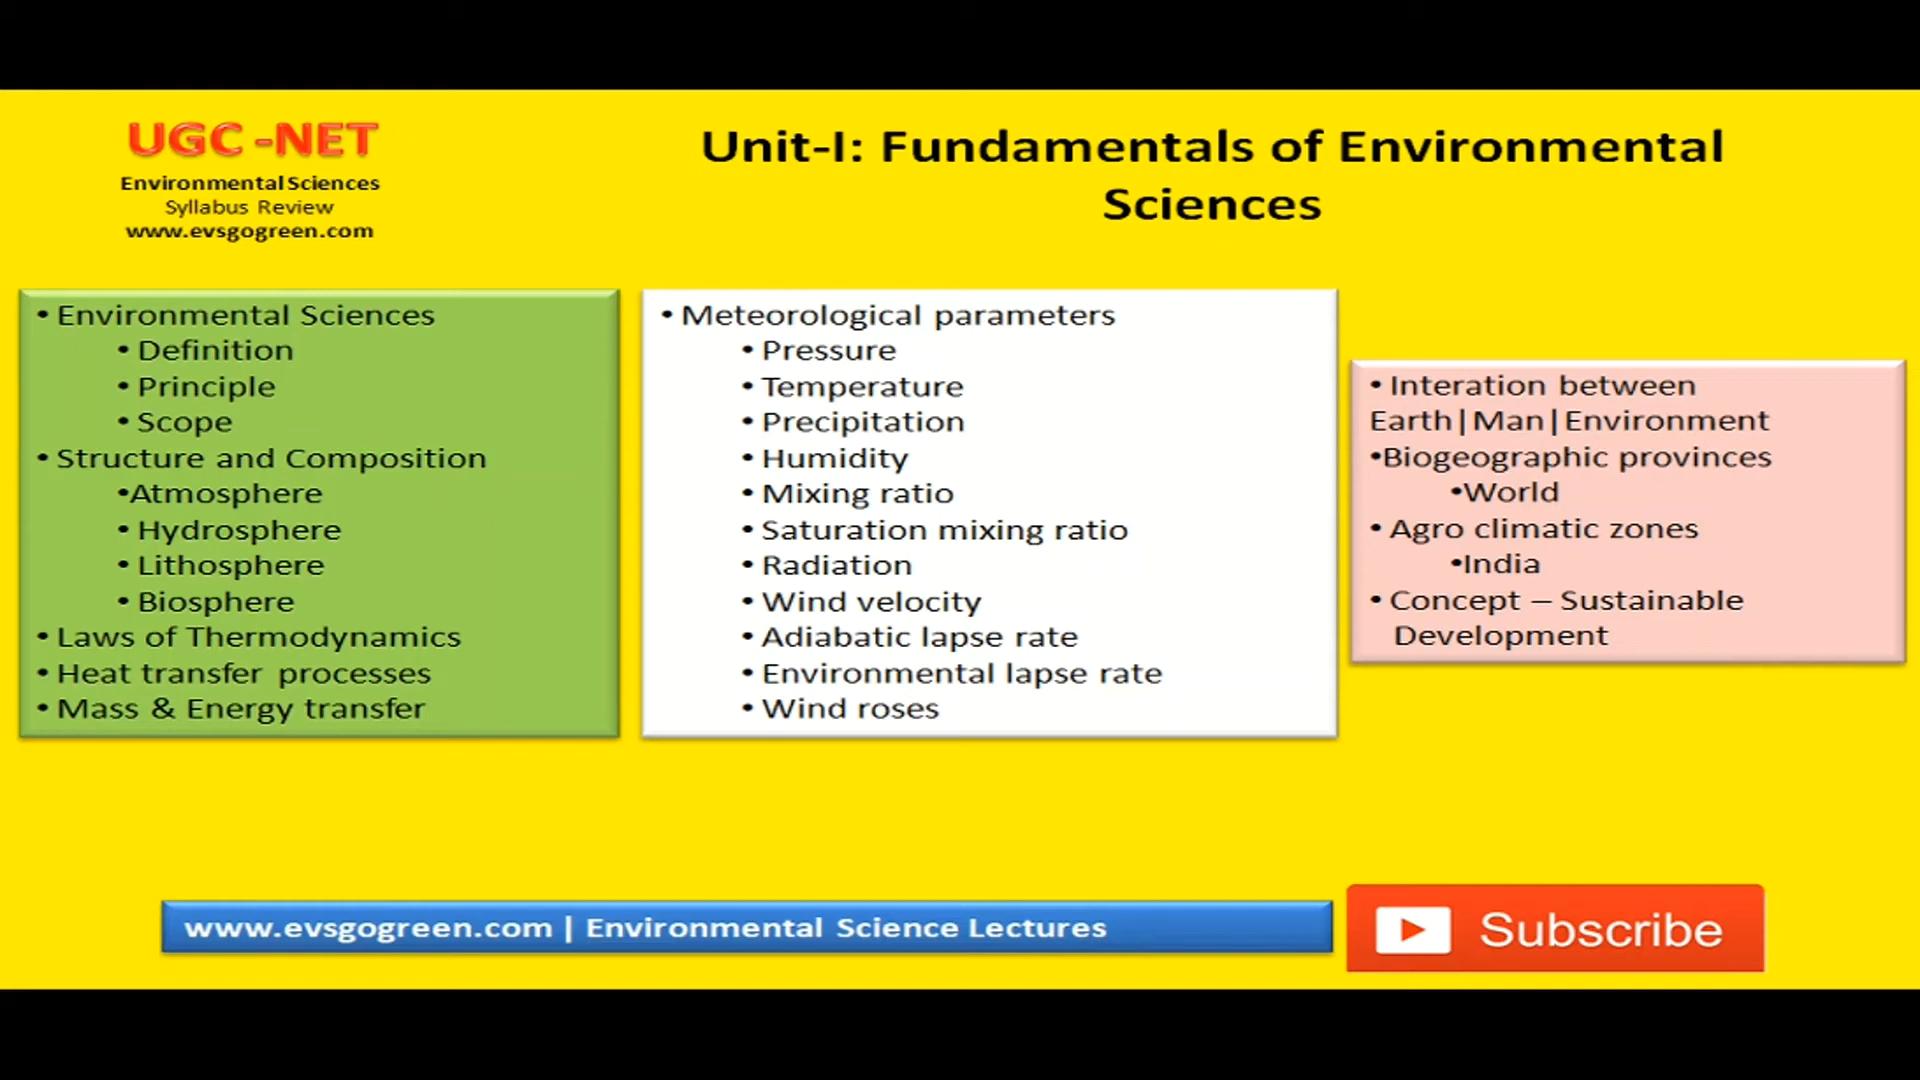 UGC -NET
Environmental Sciences
Syllabus Review
www.evsgogreen.com
Unit-I: Fundamentals of Environmental
Sciences
• Environmental Sciences
• Definition
• Principle
• Scope
• Structure and Composition
•Atmosphere
• Hydrosphere
• Lithosphere
• Biosphere
• Laws of Thermodynamics
• Heat transfer processes
• Mass & Energy transfer
• Meteorological parameters
• Pressure
• Temperature
• Precipitation
• Humidity
• Mixing ratio
• Saturation mixing ratio
• Radiation
• Wind velocity
• Adiabatic lapse rate
• Environmental lapse rate
• Wind roses
• Interation between
Earth|Man|Environment
•Biogeographic provinces
•World
• Agro climatic zones
•India
• Concept – Sustainable
Development
www.evsgogreen.com | Environmental Science Lectures
Subscribe